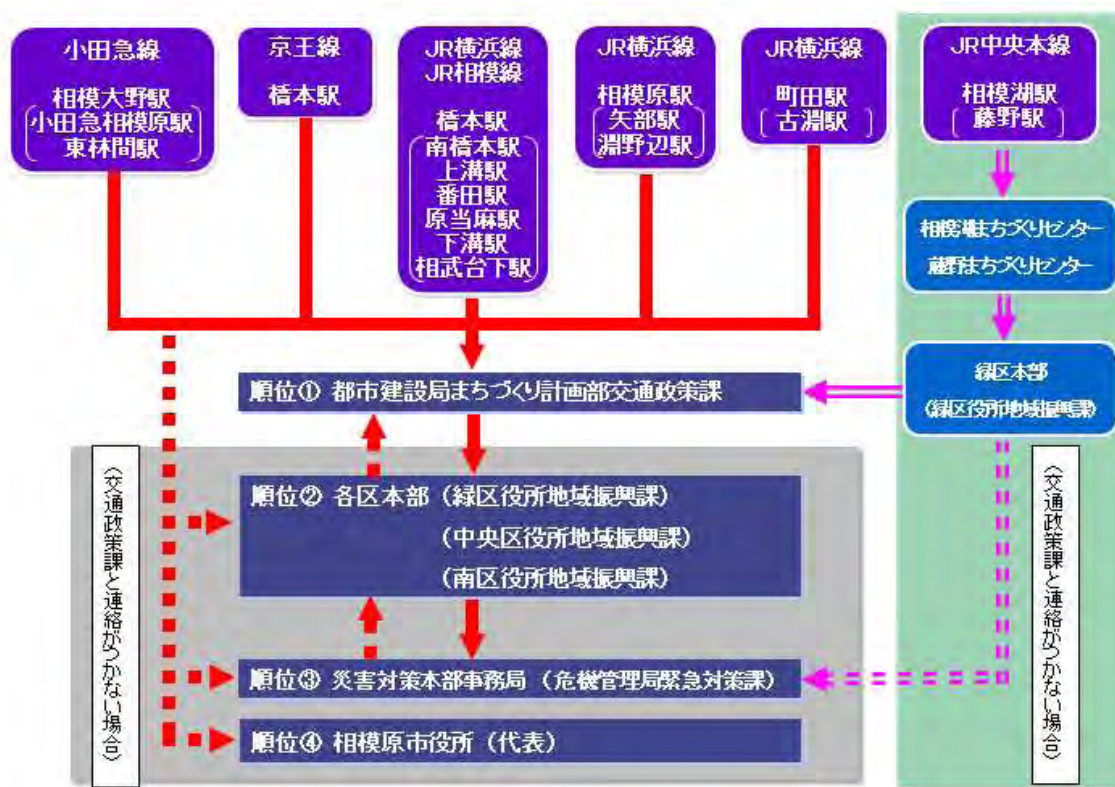 小田急線
相模大野駅
小田急相模原駅
東林間駅
京王線
橋本駅
JR横浜線
JR相模線
橋本駅
南橋本駅
上溝駅
番田駅
原当麻駅
下溝駅
相武台下駅
JR横浜線
相模原駅
矢部駅
淵野辺駅
JR横浜線
町田駅
古淵駅
JR中央本線
相模湖駅
藤野駅
相模湖まちづくりセンター
藤野まちづくりセンター
緑区本部
(緑区役所地域振興課)
順位① 都市建設局まちづくり計画部交通政策課
順位② 各区本部(緑区役所地域振興課)
(中央区役所地域振興課)
(南区役所地域振興課)
順位③ 災害対策本部事務局(危機管理局緊急対策課)
順位④ 相模原市役所(代表)
(交通政策課と連絡がつかない場合)
(交通政策課と連絡がつかない場合)